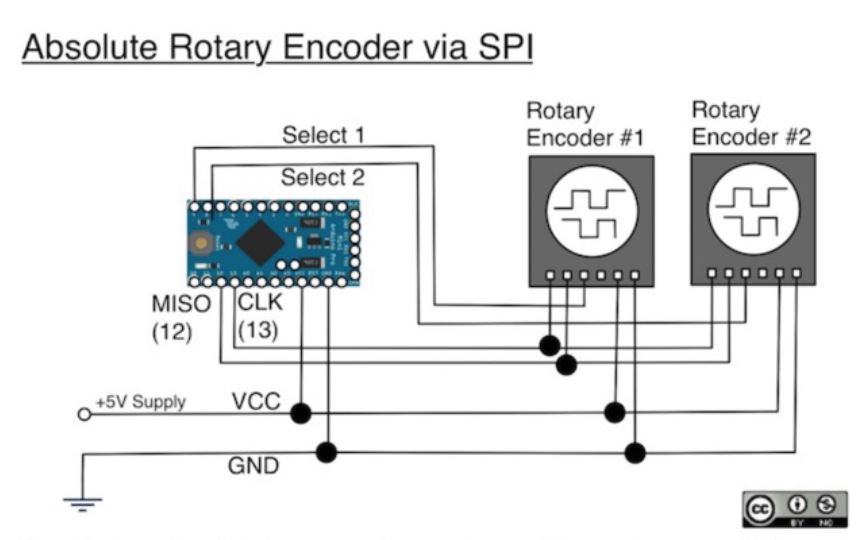 Absolute Rotary Encoder via SPI
Rotary
Encoder #1
Rotary
Encoder #2
Select 1
Select 2
MISO
(12)
CLK
(13)
+5V Supply
VCC
GND
cc
BY NC